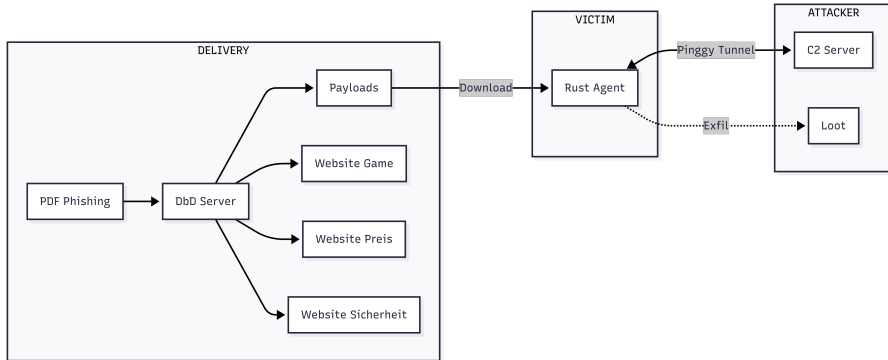 DELIVERY
PDF Phishing
DbD Server
Payloads
Website Game
Website Preis
Website Sicherheit
Download
VICTIM
Rust Agent
Pinggy Tunnel
Exfil
ATTACKER
C2 Server
Loot